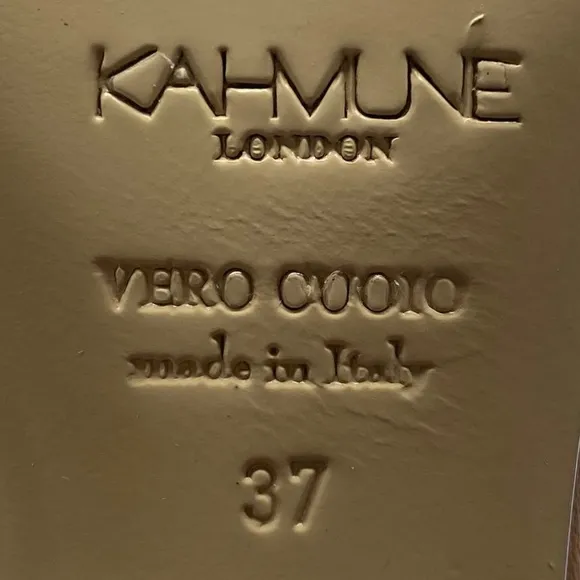 KAHMUNÉ
LONDON
VERO CUOIO
made in Italy
37